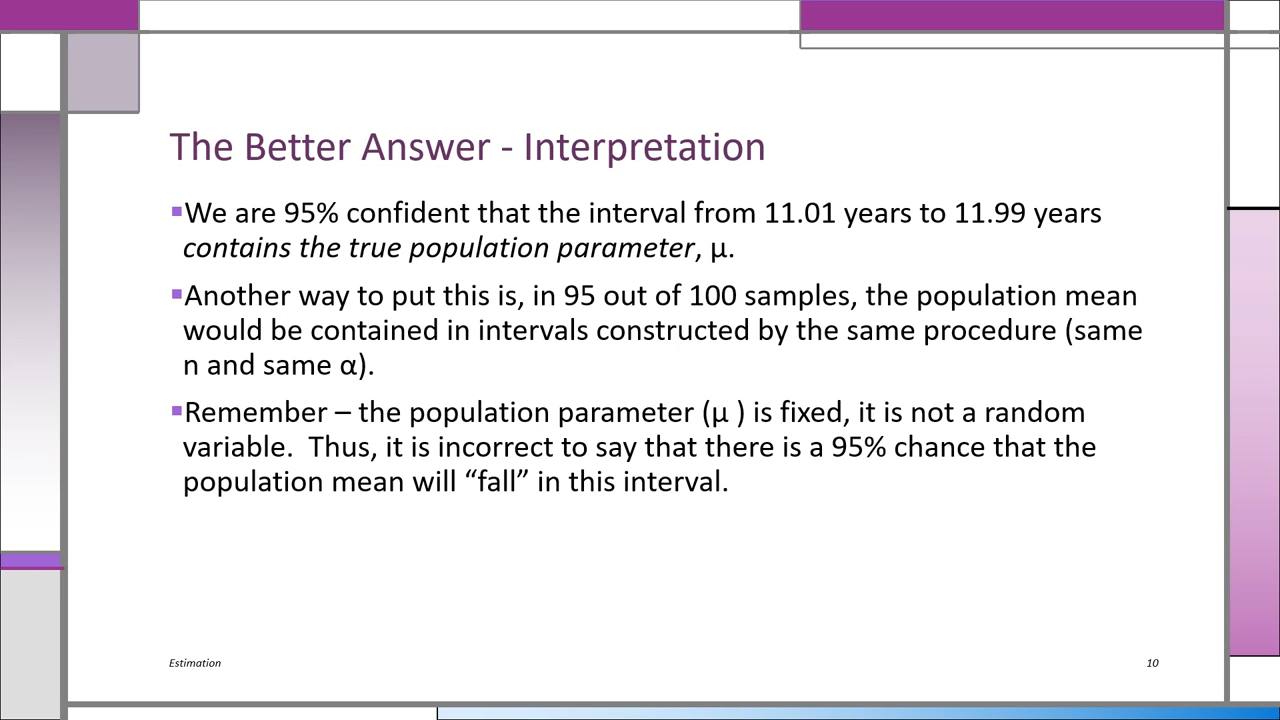 The Better Answer - Interpretation
▪We are 95% confident that the interval from 11.01 years to 11.99 years
contains the true population parameter, μ.
▪Another way to put this is, in 95 out of 100 samples, the population mean
would be contained in intervals constructed by the same procedure (same
n and same α).
▪Remember – the population parameter (μ ) is fixed, it is not a random
variable.  Thus, it is incorrect to say that there is a 95% chance that the
population mean will “fall” in this interval.
Estimation
10